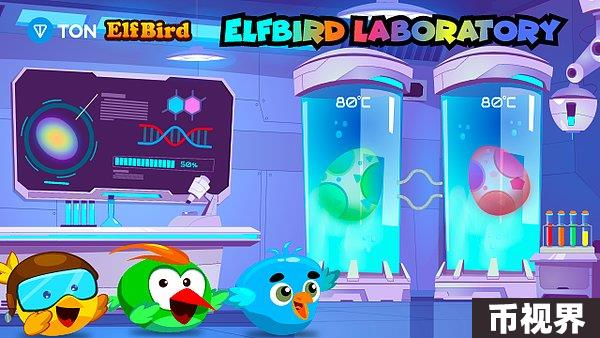 TON ElfBird ELFBIRD LABORATORY
80°C 80°C
50%
币视界